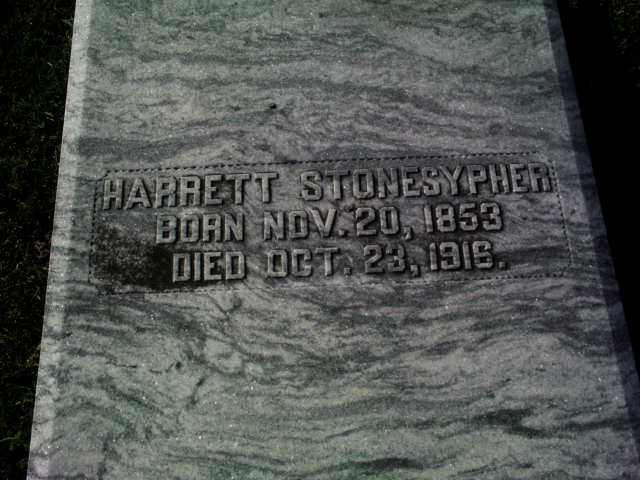 HARRETT STONESYPHER
BORN NOV. 20, 1853
DIED OCT. 23, 1916.